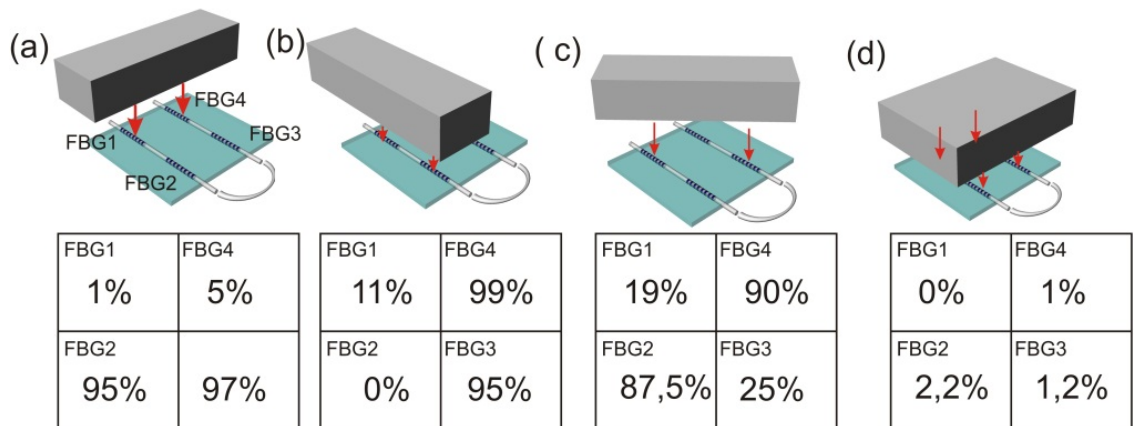 (a)
(b)
( c)
(d)
FBG4
FBG1
FBG3
FBG2
FBG1 FBG4
1% 5%
FBG2
95% 97%
FBG1 FBG4
11% 99%
FBG2 FBG3
0% 95%
FBG1 FBG4
19% 90%
FBG2 FBG3
87,5% 25%
FBG1 FBG4
0% 1%
FBG2 FBG3
2,2% 1,2%